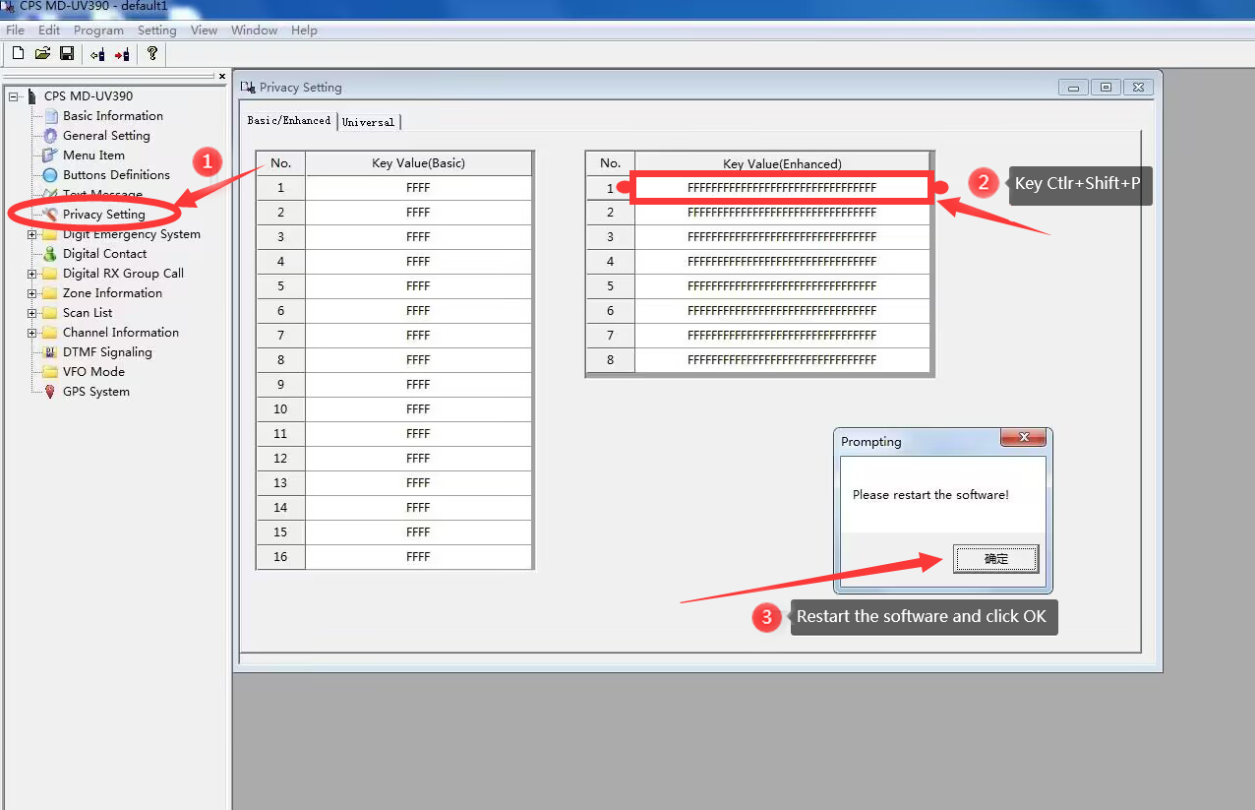 CPS MD-UV390 - default1
File Edit Program Setting View Window Help
CPS MD-UV390
Basic Information
General Setting
Menu Item
Buttons Definitions
Text Message
Privacy Setting
Digit Emergency System
Digital Contact
Digital RX Group Call
Zone Information
Scan List
Channel Information
DTMF Signaling
VFO Mode
GPS System
1
Privacy Setting
Basic/Enhanced Universal
No. Key Value(Basic)
1 FFFF
2 FFFF
3 FFFF
4 FFFF
5 FFFF
6 FFFF
7 FFFF
8 FFFF
9 FFFF
10 FFFF
11 FFFF
12 FFFF
13 FFFF
14 FFFF
15 FFFF
16 FFFF
No. Key Value(Enhanced)
1 FFFFFFFFFFFFFFFFFFFFFFFFFFFFFFFF
2 FFFFFFFFFFFFFFFFFFFFFFFFFFFFFFFF
3 FFFFFFFFFFFFFFFFFFFFFFFFFFFFFFFF
4 FFFFFFFFFFFFFFFFFFFFFFFFFFFFFFFF
5 FFFFFFFFFFFFFFFFFFFFFFFFFFFFFFFF
6 FFFFFFFFFFFFFFFFFFFFFFFFFFFFFFFF
7 FFFFFFFFFFFFFFFFFFFFFFFFFFFFFFFF
8 FFFFFFFFFFFFFFFFFFFFFFFFFFFFFFFF
2 Key Ctlr+Shift+P
Prompting
Please restart the software!
确定
3 Restart the software and click OK